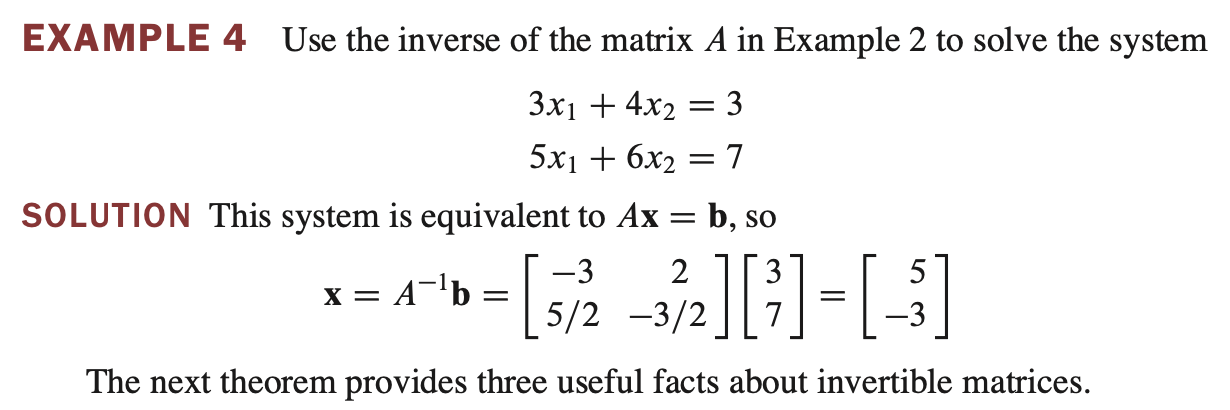 EXAMPLE 4 Use the inverse of the matrix A in Example 2 to solve the system
3x₁ + 4x₂ = 3
5x₁ + 6x₂ = 7
SOLUTION This system is equivalent to Ax = b, so
x = A⁻¹b = [−3 2; 5/2 −3/2] [3; 7] = [5; −3]
The next theorem provides three useful facts about invertible matrices.